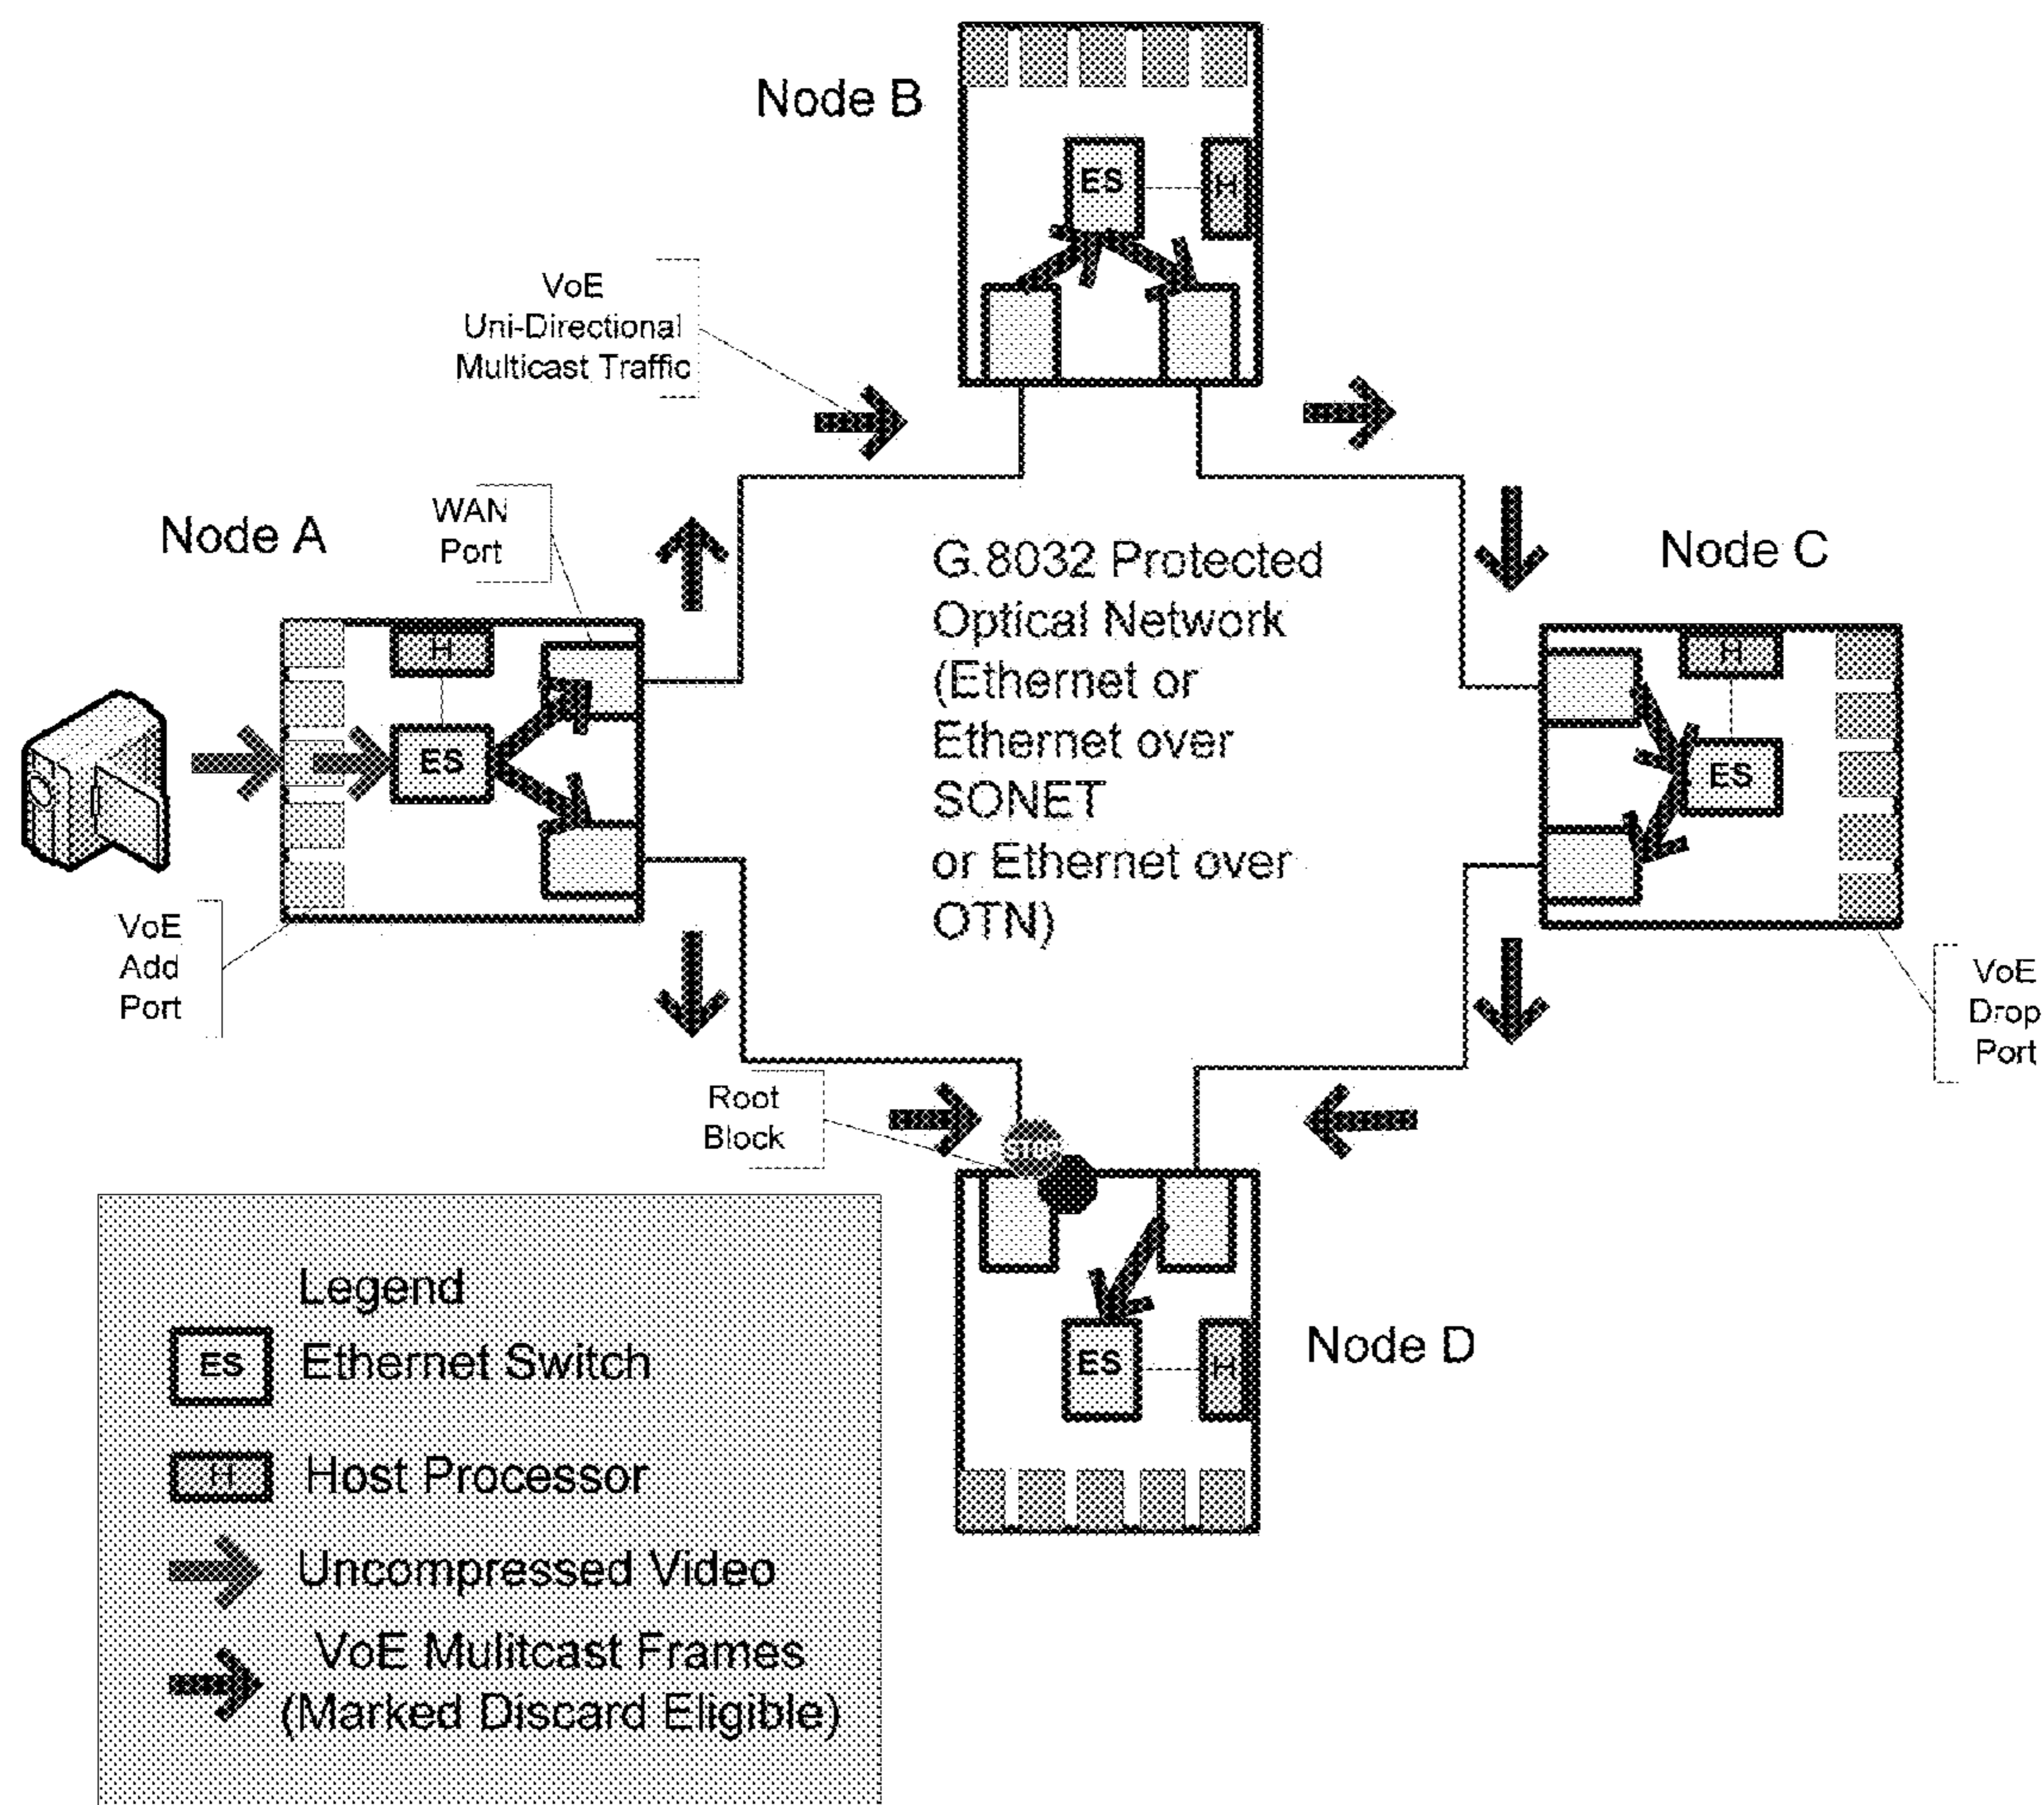 Node B
ES
H
VoE
Uni-Directional
Multicast Traffic
Node A
WAN
Port
H
ES
VoE
Add
Port
G.8032 Protected
Optical Network
(Ethernet or
Ethernet over
SONET
or Ethernet over
OTN)
Node C
H
ES
VoE
Drop
Port
Root
Block
ES
H
Node D
Legend
ES Ethernet Switch
H Host Processor
Uncompressed Video
VoE Mulitcast Frames
(Marked Discard Eligible)